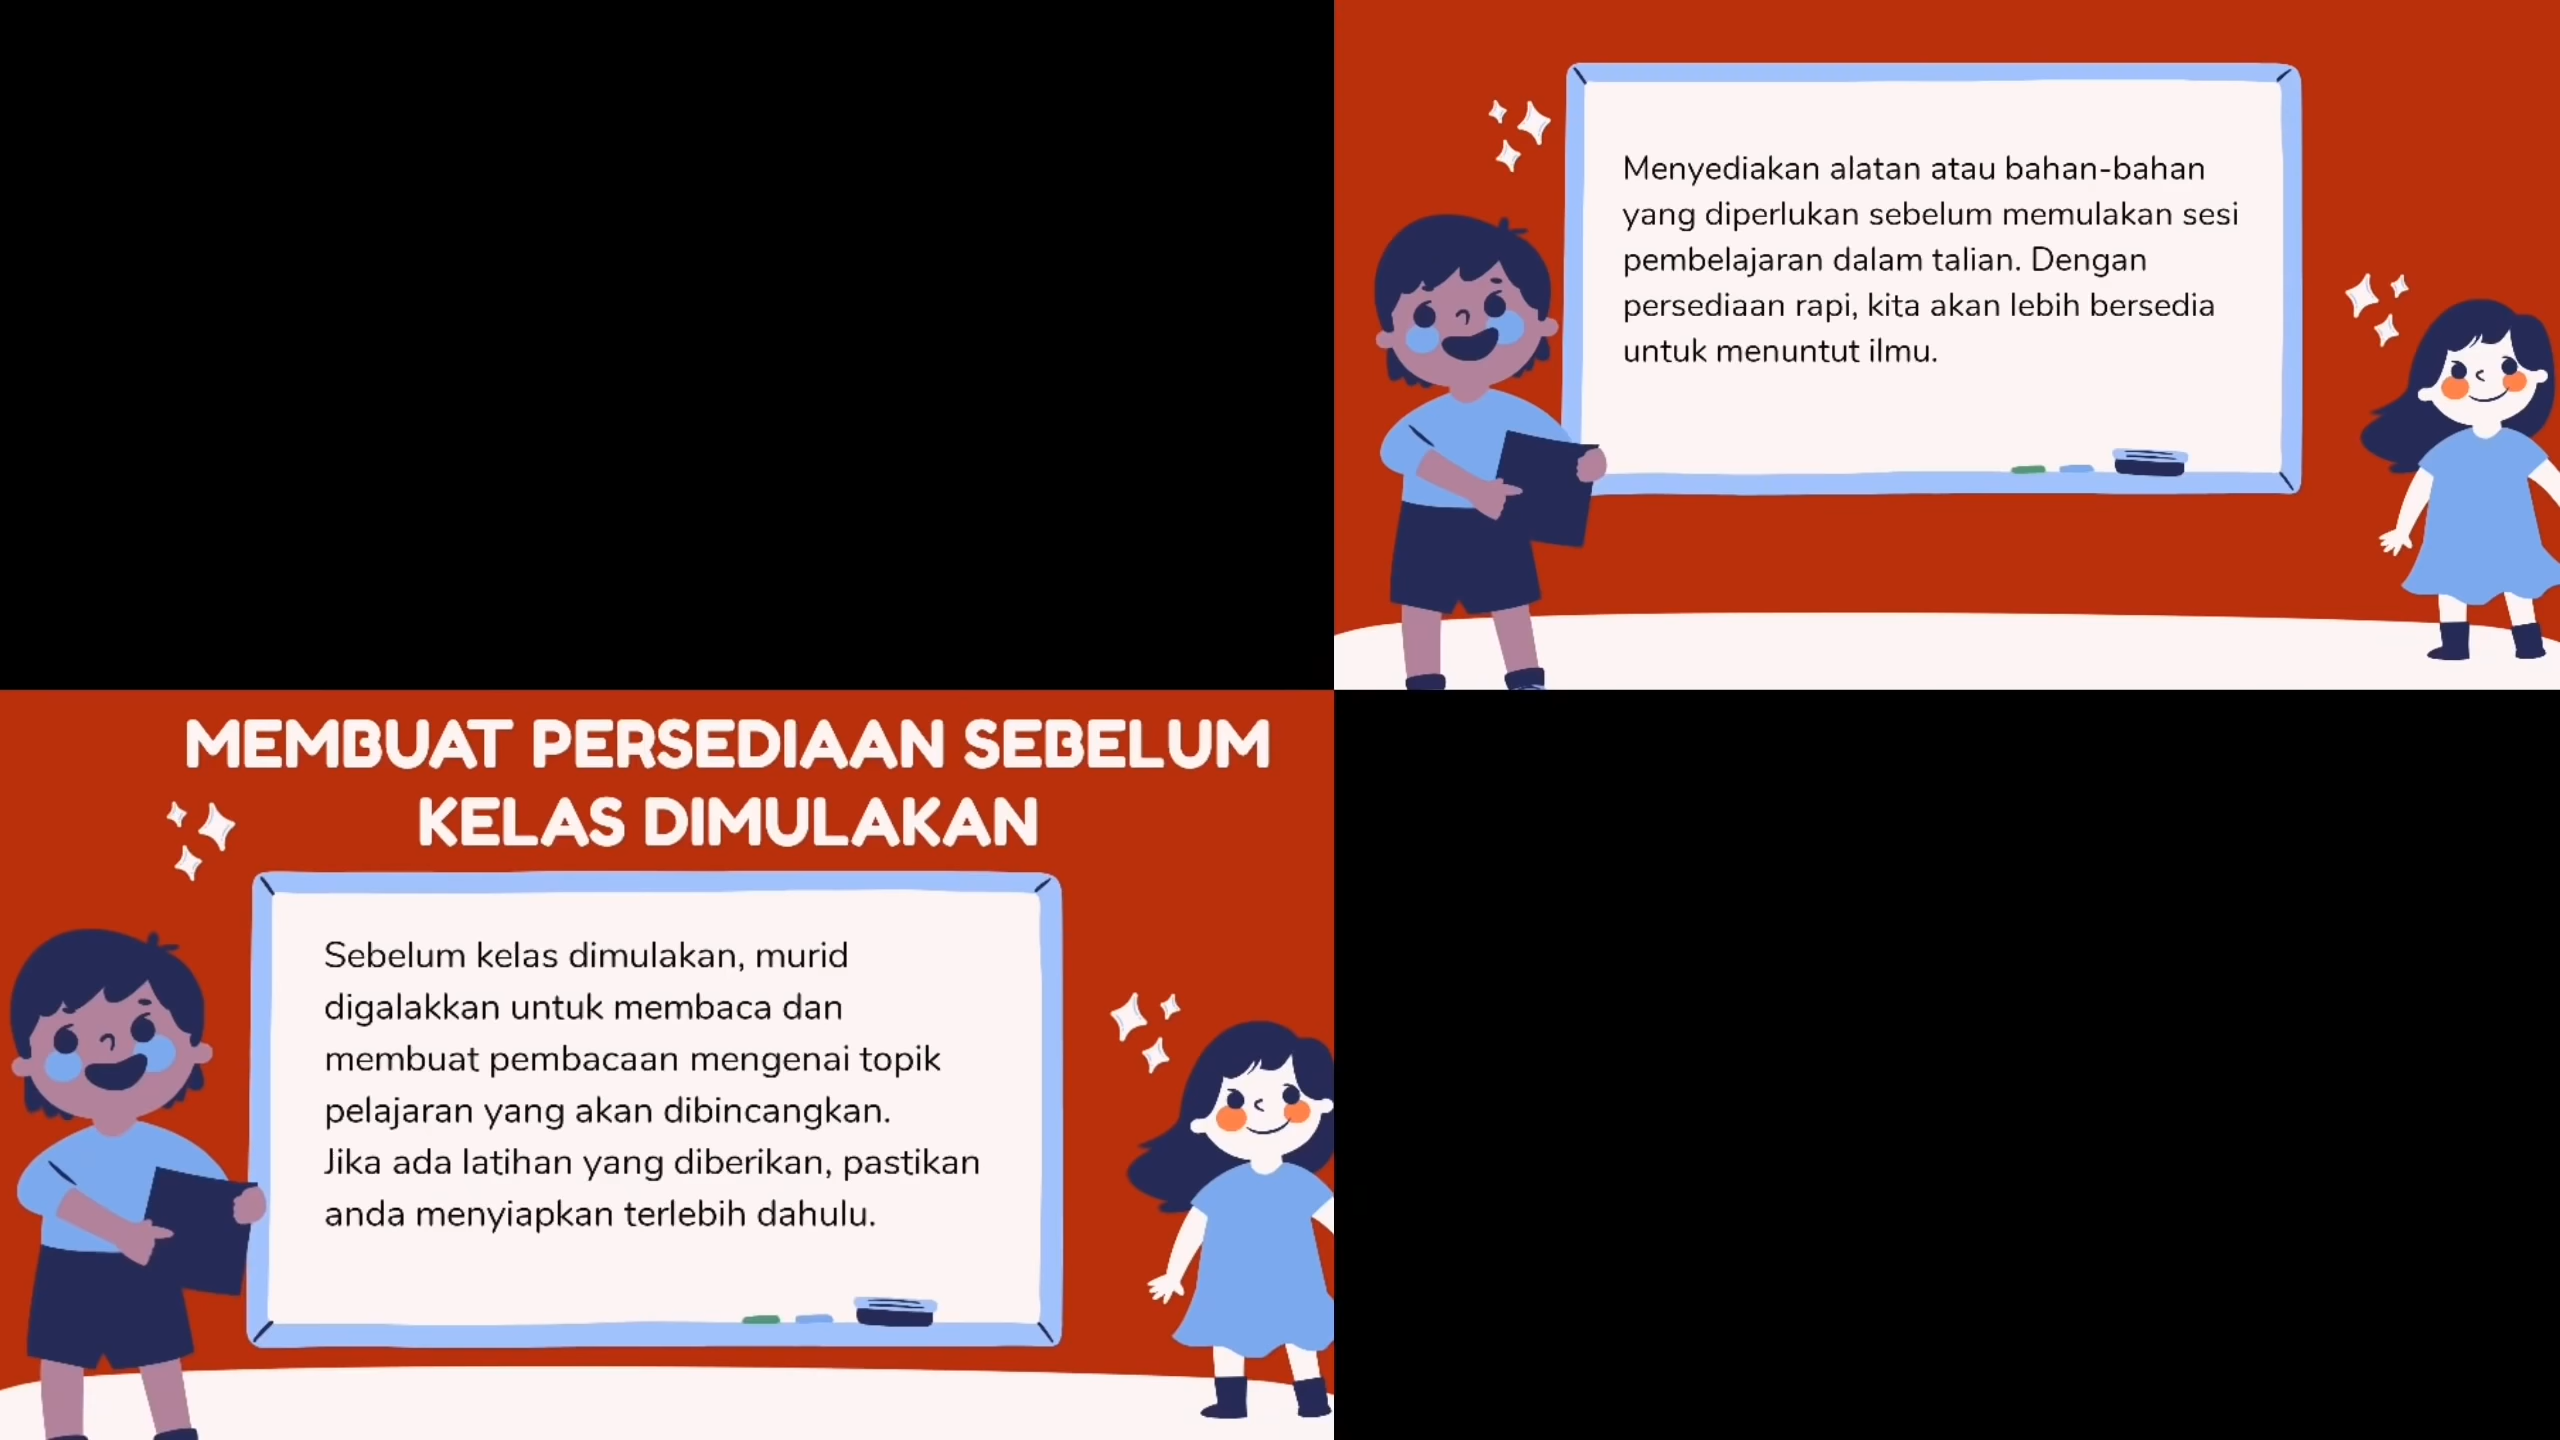 Menyediakan alatan atau bahan-bahan
yang diperlukan sebelum memulakan sesi
pembelajaran dalam talian. Dengan
persediaan rapi, kita akan lebih bersedia
untuk menuntut ilmu.
MEMBUAT PERSEDIAAN SEBELUM
KELAS DIMULAKAN
Sebelum kelas dimulakan, murid
digalakkan untuk membaca dan
membuat pembacaan mengenai topik
pelajaran yang akan dibincangkan.
Jika ada latihan yang diberikan, pastikan
anda menyiapkan terlebih dahulu.